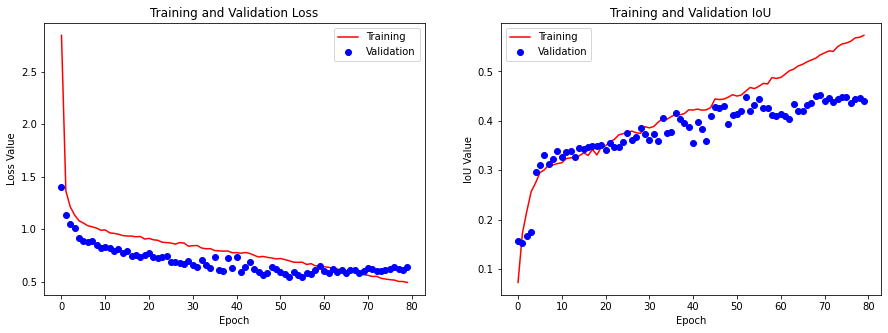 Training and Validation Loss
Training
Validation
Loss Value
2.5
2.0
1.5
1.0
0.5
0 10 20 30 40 50 60 70 80
Epoch
Training and Validation IoU
Training
Validation
IoU Value
0.5
0.4
0.3
0.2
0.1
0 10 20 30 40 50 60 70 80
Epoch